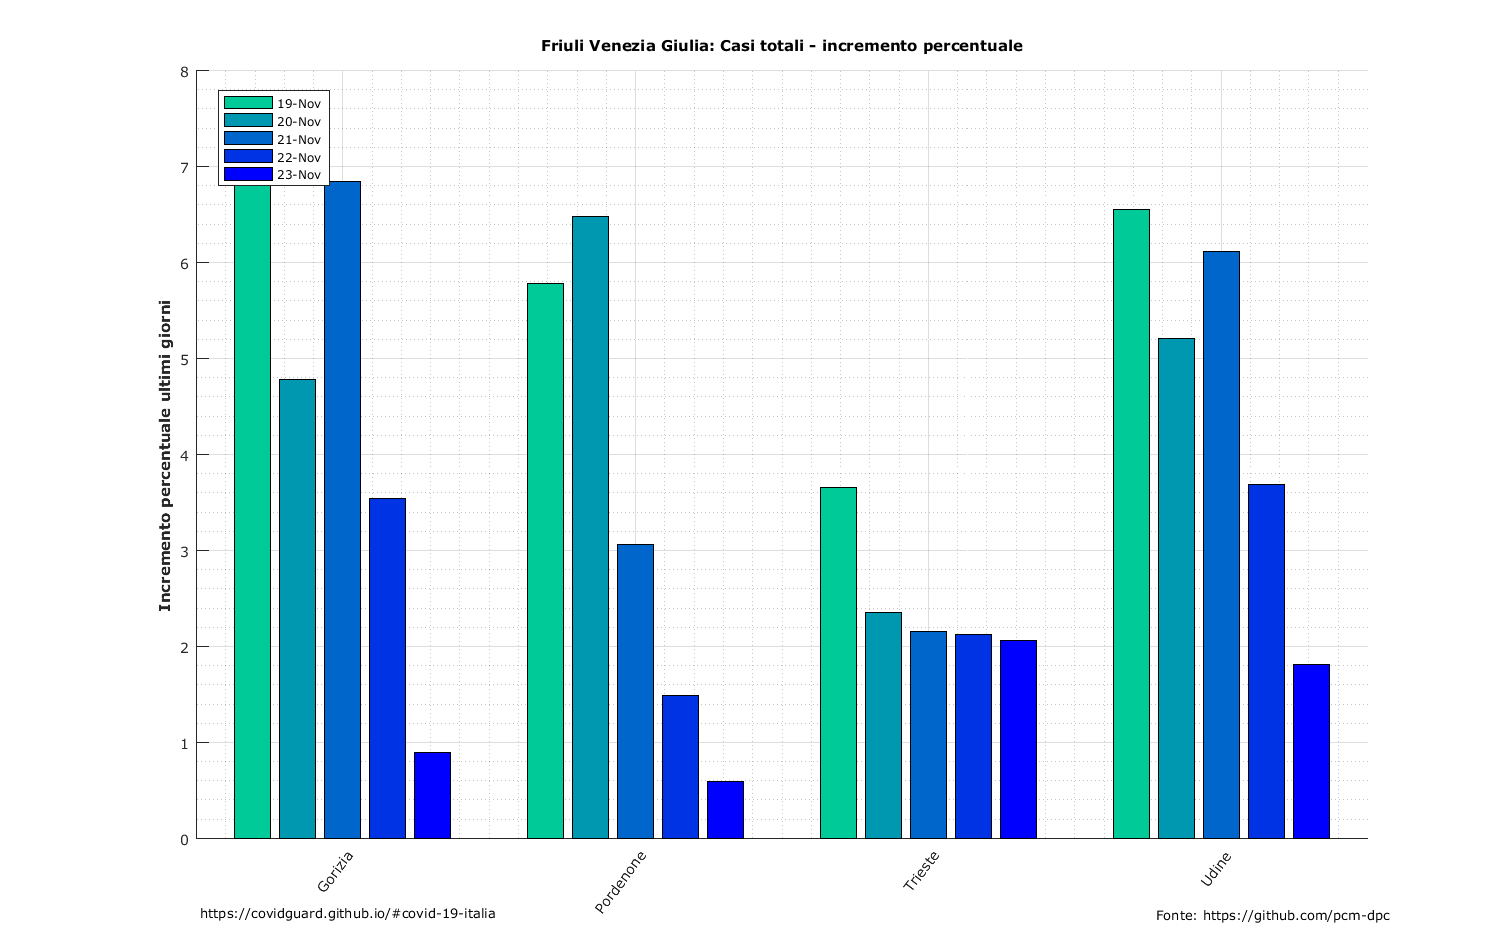 Friuli Venezia Giulia: Casi totali - incremento percentuale
8
7
6
5
4
3
2
1
0
Incremento percentuale ultimi giorni
19-Nov
20-Nov
21-Nov
22-Nov
23-Nov
Gorizia
Pordenone
Trieste
Udine
https://covidguard.github.io/#covid-19-italia
Fonte: https://github.com/pcm-dpc